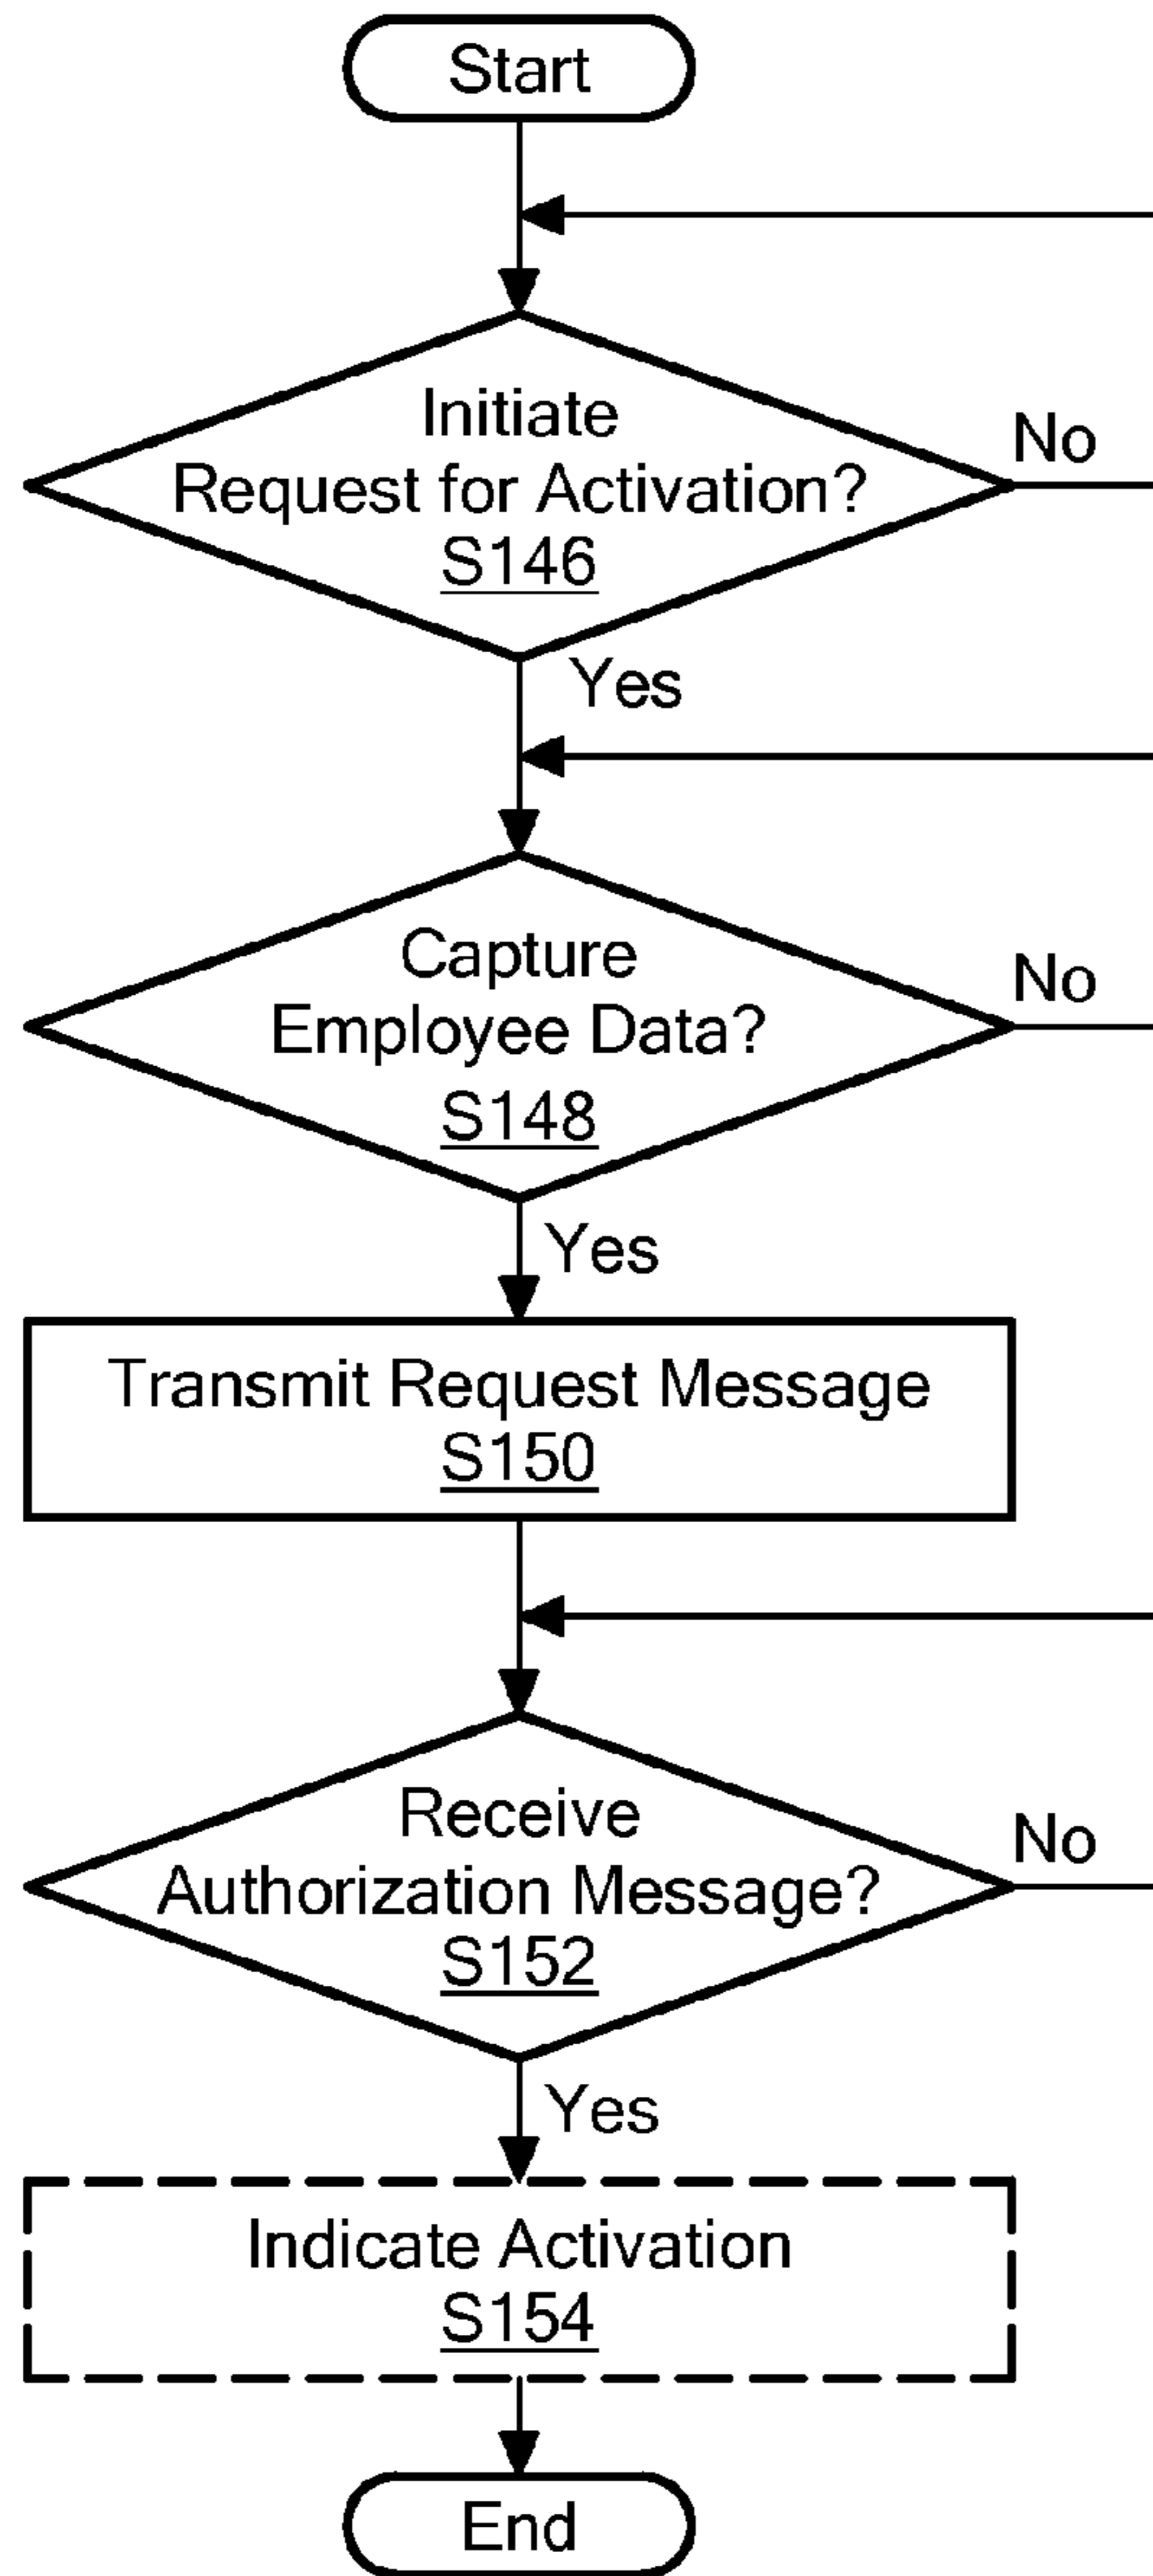 Start
Initiate
Request for Activation?
S146
No
Yes
Capture
Employee Data?
S148
No
Yes
Transmit Request Message
S150
Receive
Authorization Message?
S152
No
Yes
Indicate Activation
S154
End